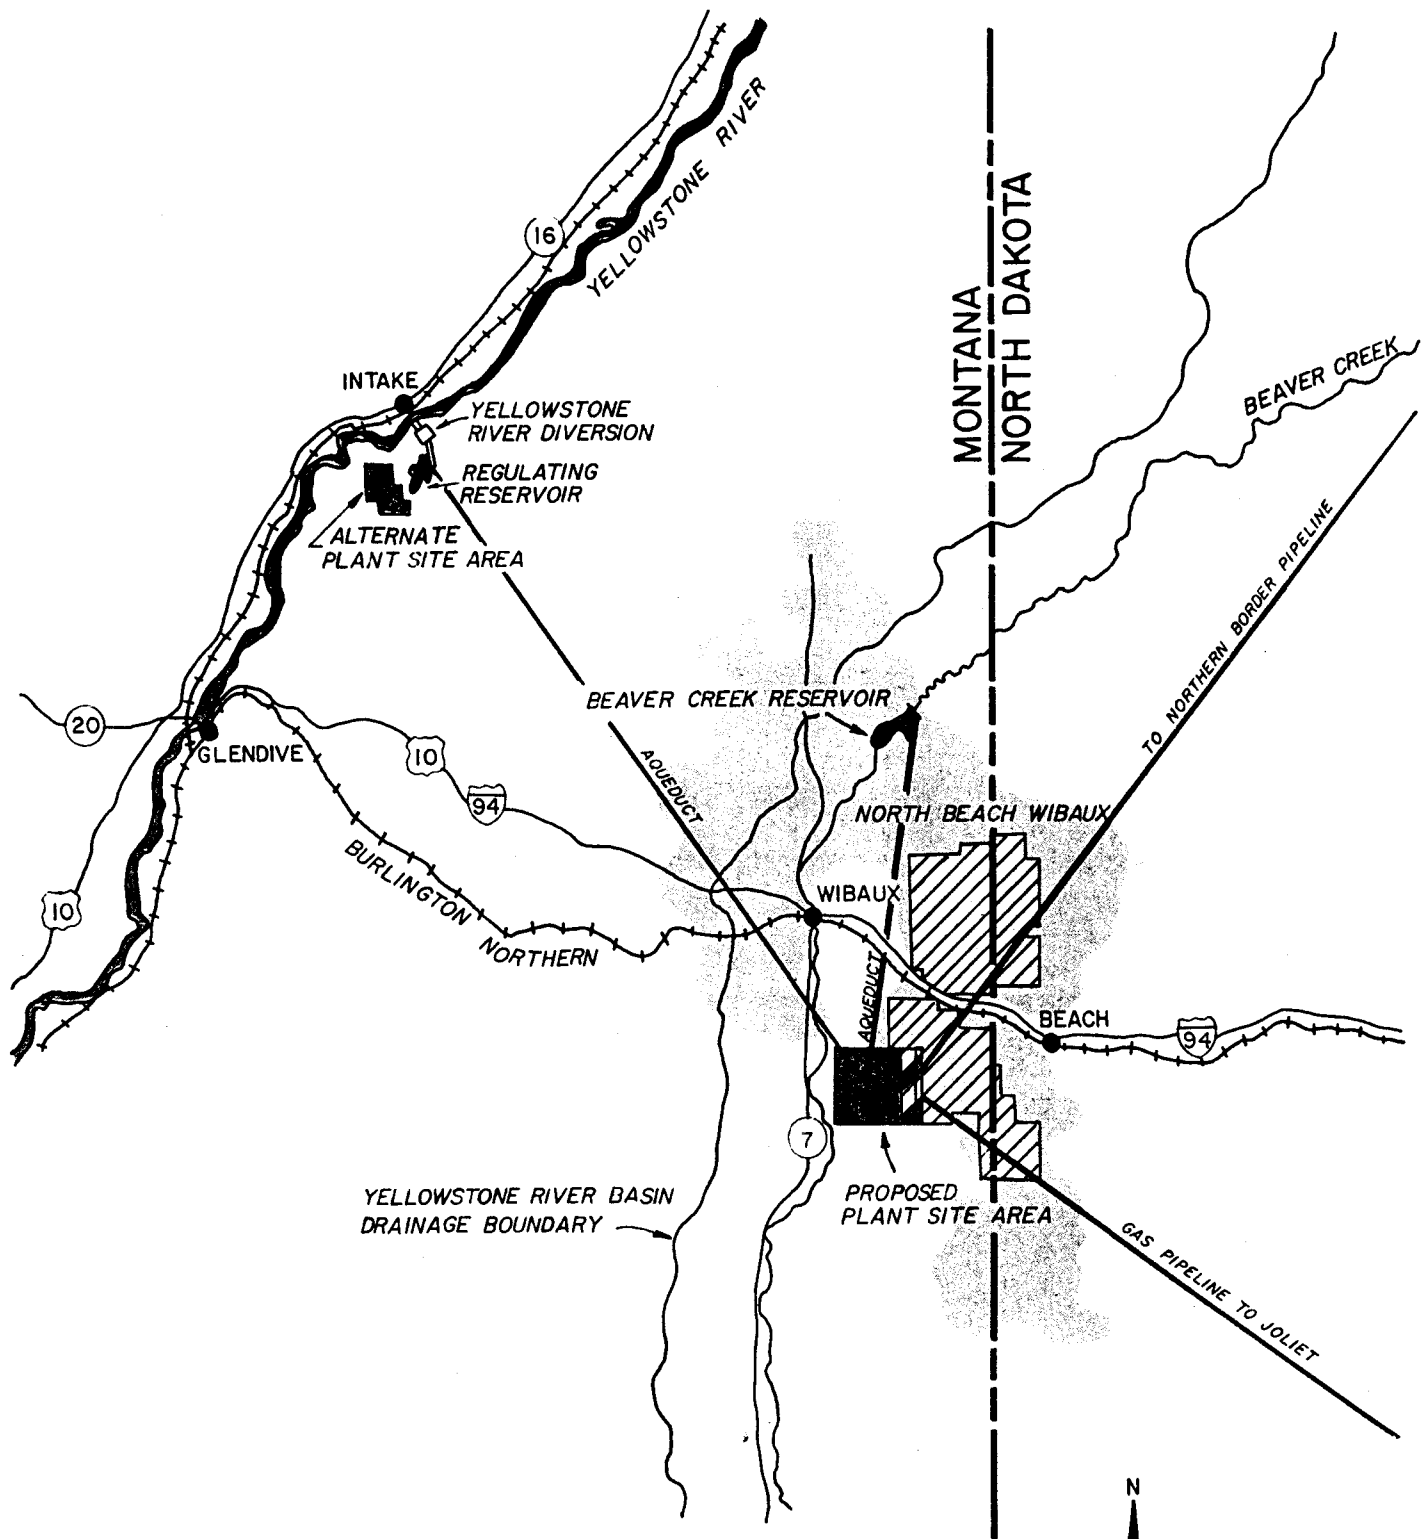 YELLOWSTONE RIVER
16
MONTANA
NORTH DAKOTA
INTAKE
BEAVER CREEK
YELLOWSTONE
RIVER DIVERSION
REGULATING
RESERVOIR
ALTERNATE
PLANT SITE AREA
TO NORTHERN BORDER PIPELINE
BEAVER CREEK RESERVOIR
20
GLENDIVE
10
94
AQUEDUCT
NORTH BEACH WIBAUX
BURLINGTON NORTHERN
10
WIBAUX
AQUEDUCT
BEACH
94
7
YELLOWSTONE RIVER BASIN
DRAINAGE BOUNDARY
PROPOSED
PLANT SITE AREA
GAS PIPELINE TO JOLIET
N